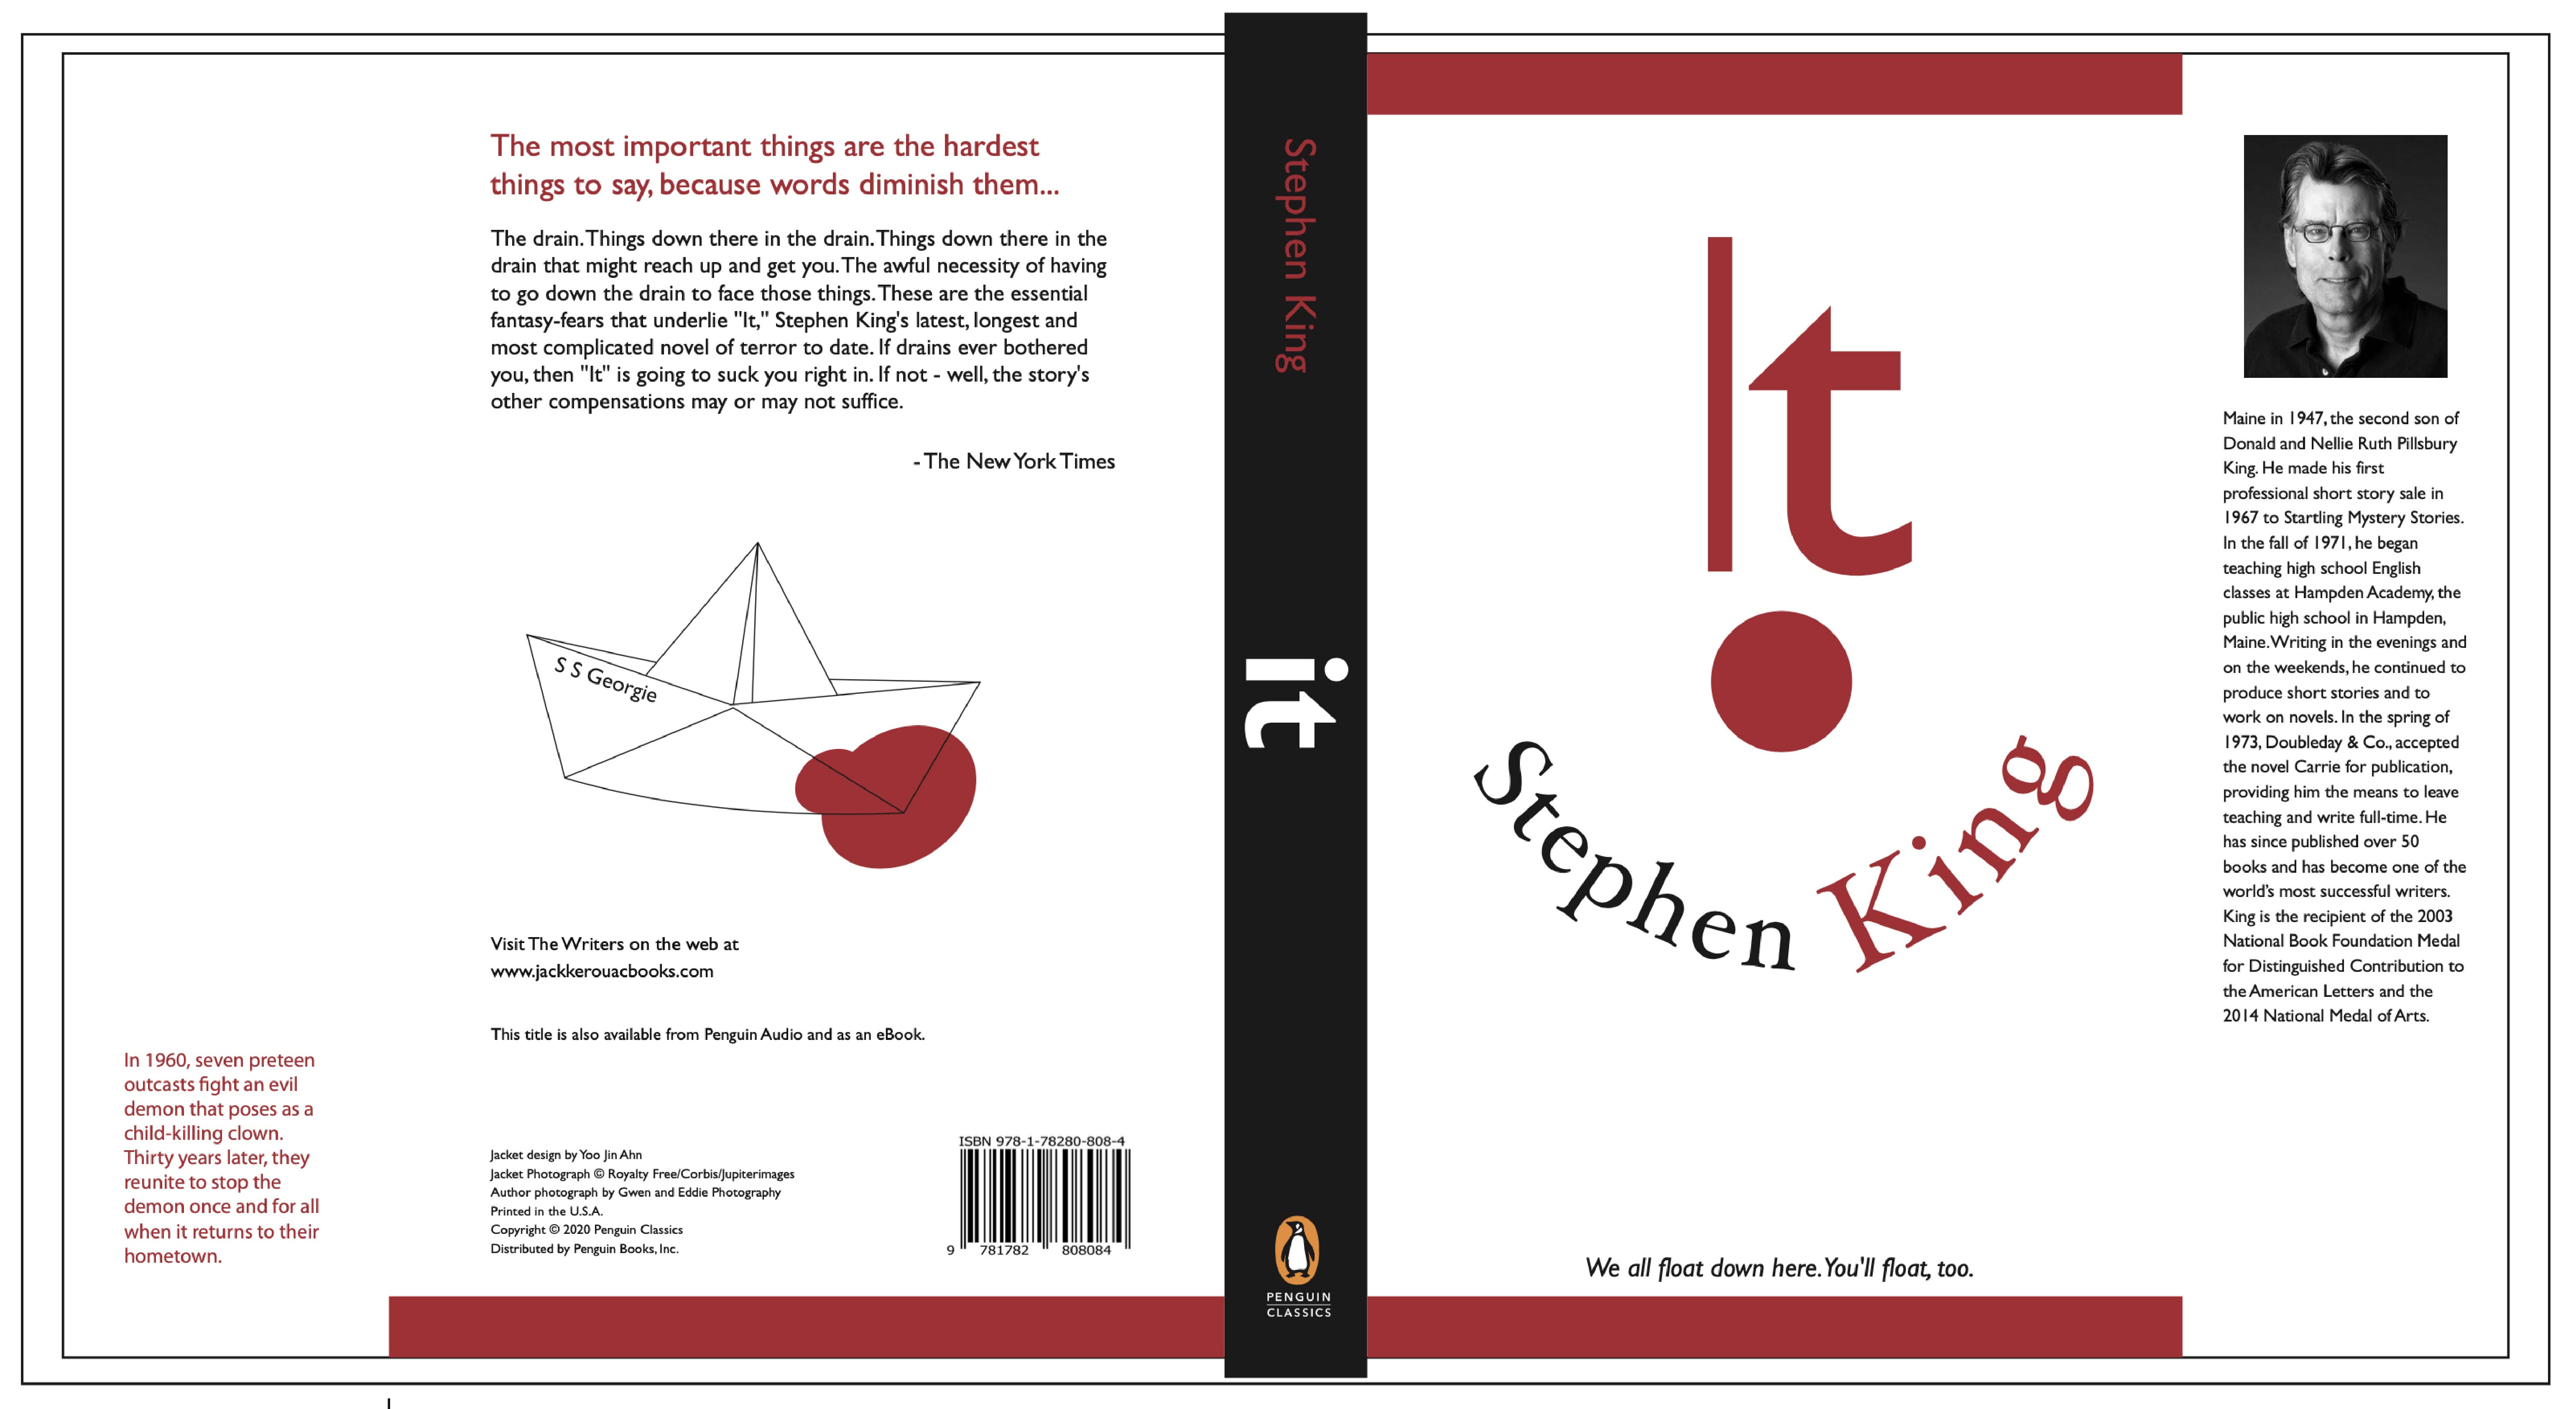 In 1960, seven preteen
outcasts fight an evil
demon that poses as a
child-killing clown.
Thirty years later, they
reunite to stop the
demon once and for all
when it returns to their
hometown.
The most important things are the hardest
things to say, because words diminish them...
The drain. Things down there in the drain. Things down there in the
drain that might reach up and get you. The awful necessity of having
to go down the drain to face those things. These are the essential
fantasy-fears that underlie "It," Stephen King's latest, longest and
most complicated novel of terror to date. If drains ever bothered
you, then "It" is going to suck you right in. If not - well, the story's
other compensations may or may not suffice.
- The New York Times
S S Georgie
Visit The Writers on the web at
www.jackkerouacbooks.com
This title is also available from Penguin Audio and as an eBook.
Jacket design by Yoo Jin Ahn
Jacket Photograph © Royalty Free/Corbis/Jupiterimages
Author photograph by Gwen and Eddie Photography
Printed in the U.S.A.
Copyright © 2020 Penguin Classics
Distributed by Penguin Books, Inc.
ISBN 978-1-78280-808-4
9 781782 808084
Stephen King
it
PENGUIN
CLASSICS
It
Stephen King
We all float down here. You'll float, too.
Maine in 1947, the second son of
Donald and Nellie Ruth Pillsbury
King. He made his first
professional short story sale in
1967 to Startling Mystery Stories.
In the fall of 1971, he began
teaching high school English
classes at Hampden Academy, the
public high school in Hampden,
Maine. Writing in the evenings and
on the weekends, he continued to
produce short stories and to
work on novels. In the spring of
1973, Doubleday & Co., accepted
the novel Carrie for publication,
providing him the means to leave
teaching and write full-time. He
has since published over 50
books and has become one of the
world's most successful writers.
King is the recipient of the 2003
National Book Foundation Medal
for Distinguished Contribution to
the American Letters and the
2014 National Medal of Arts.